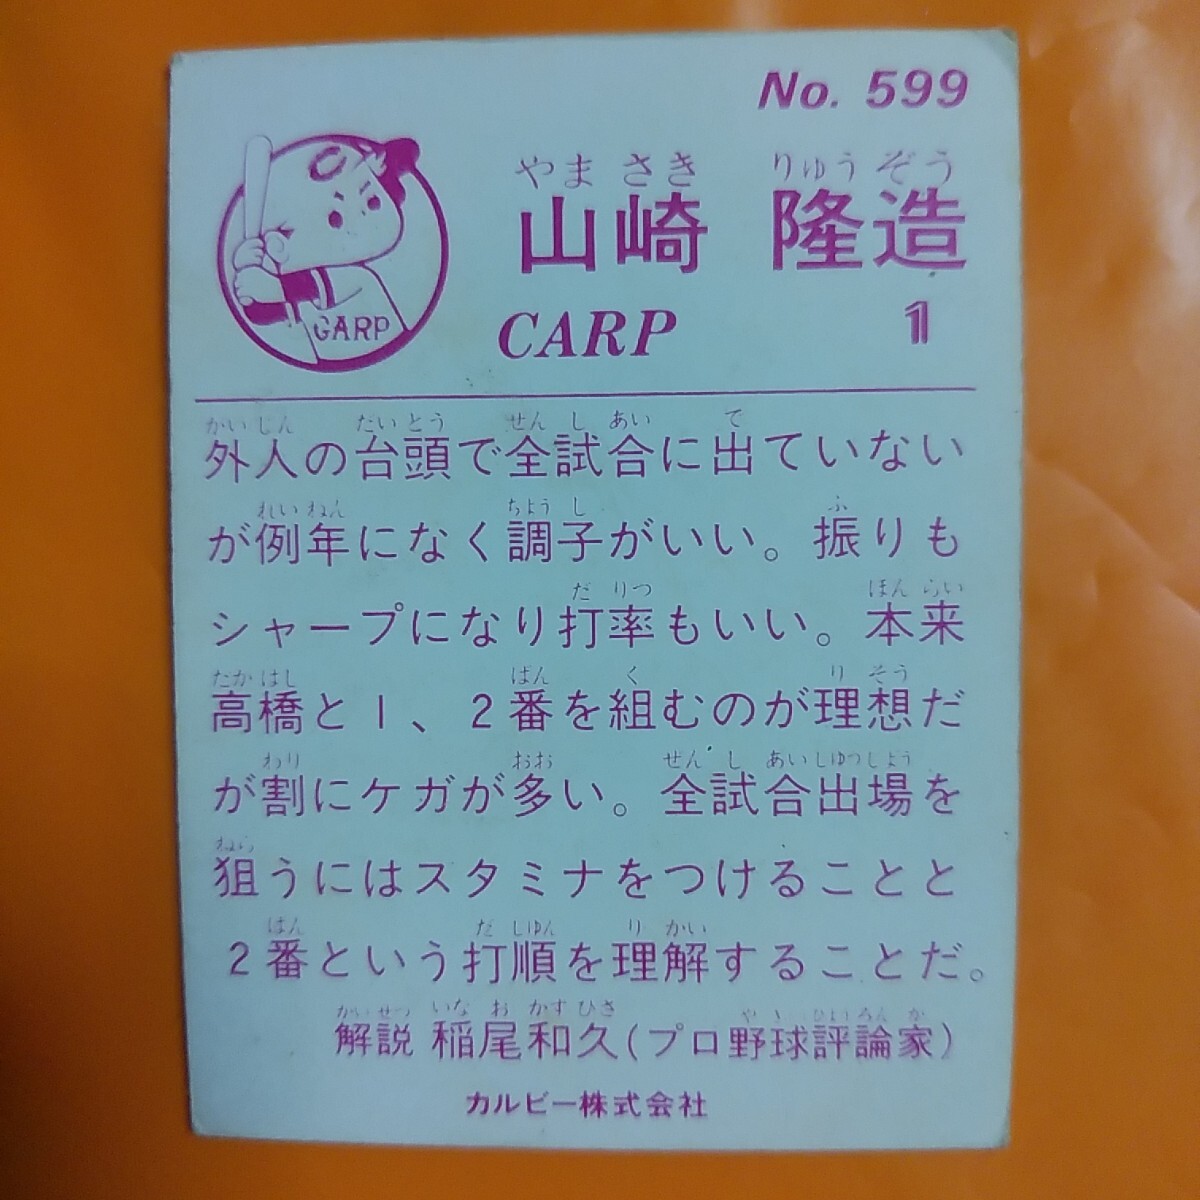 No. 599
やま さき りゅう ぞう
山崎 隆造
CARP
CARP 1
かい じん だい とう せん し あい で
外人の台頭で全試合に出ていない
れい ねん ちょう し ふ
が例年になく調子がいい。振りも
だ りつ ほん らい
シャープになり打率もいい。本来
たか はし ばん く り そう
高橋と1、2番を組むのが理想だ
わり おお ぜん し あい しゅつ じょう
が割にケガが多い。全試合出場を
ねら
狙うにはスタミナをつけることと
ばん だ じゅん り かい
2番という打順を理解することだ。
かい せつ いな お かず ひさ や きゅう ひょう ろん か
解説 稲尾和久(プロ野球評論家)
カルビー株式会社